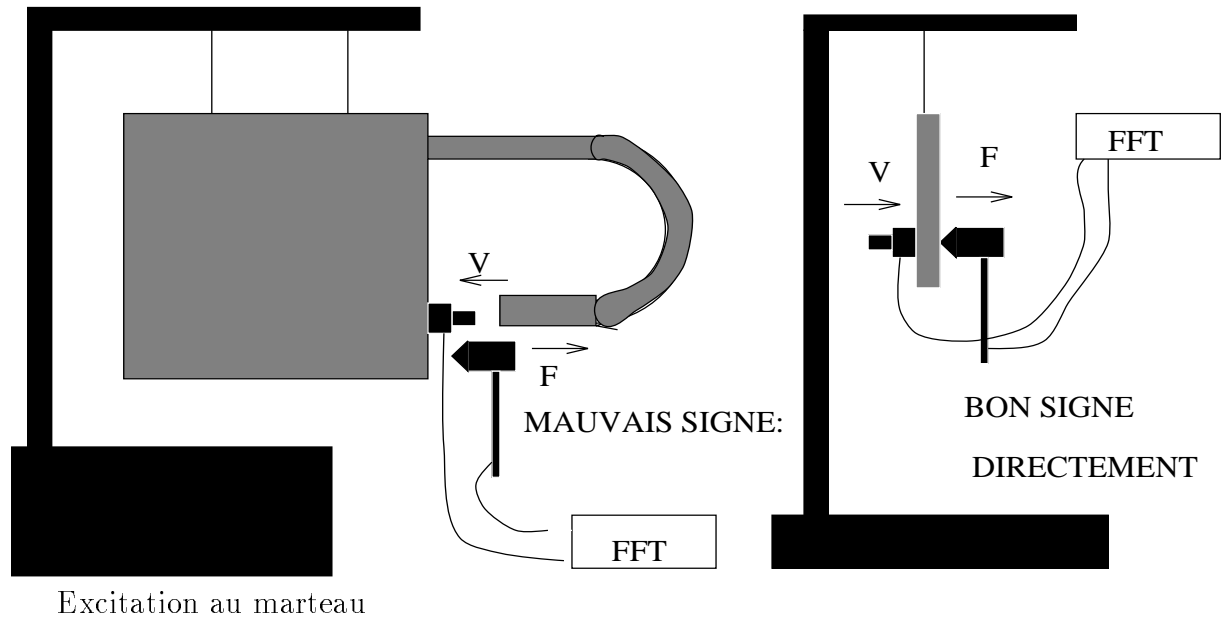 V
F
MAUVAIS SIGNE:
FFT
Excitation au marteau
V
F
FFT
BON SIGNE
DIRECTEMENT